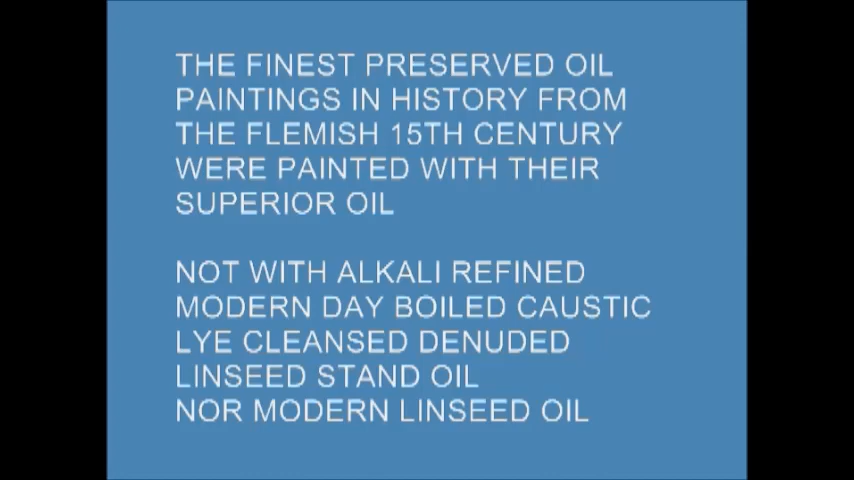 THE FINEST PRESERVED OIL
PAINTINGS IN HISTORY FROM
THE FLEMISH 15TH CENTURY
WERE PAINTED WITH THEIR
SUPERIOR OIL
NOT WITH ALKALI REFINED
MODERN DAY BOILED CAUSTIC
LYE CLEANSED DENUDED
LINSEED STAND OIL
NOR MODERN LINSEED OIL